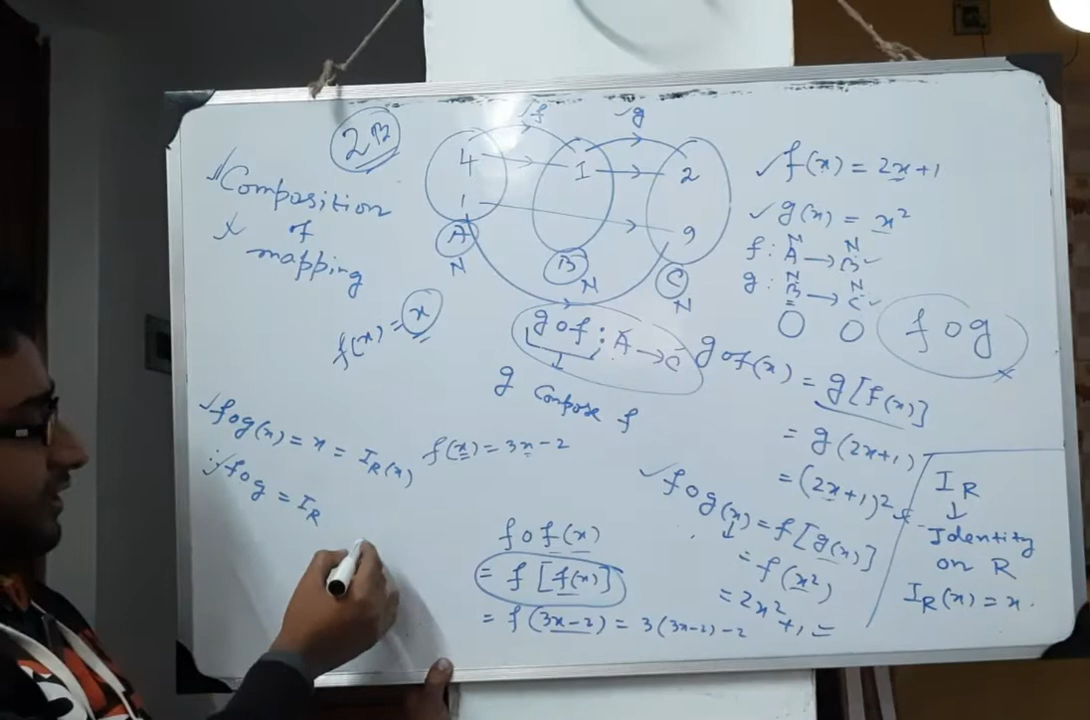 2B
Composition
of
mapping
f
g
4
1
1
2
9
A
N
B
N
C
N
f(x) = x
gof : A → C
g compose f
f(x) = 2x+1
g(x) = x²
N N
f : A → B
N N
g : B → C
fog
gof(x) = g[f(x)]
= g(2x+1)
= (2x+1)²
fog(x) = x = I_R(x)
∴ fog = I_R
f(x) = 3x-2
fof(x)
= f[f(x)]
= f(3x-2) = 3(3x-2)-2
fog(x) = f[g(x)]
= f(x²)
= 2x²+1
I_R
↓
Identity
on R
I_R(x) = x.